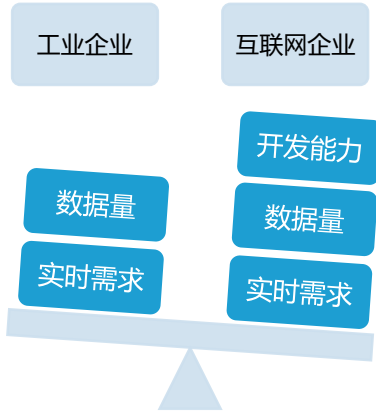 工业企业
互联网企业
开发能力
数据量
数据量
实时需求
实时需求